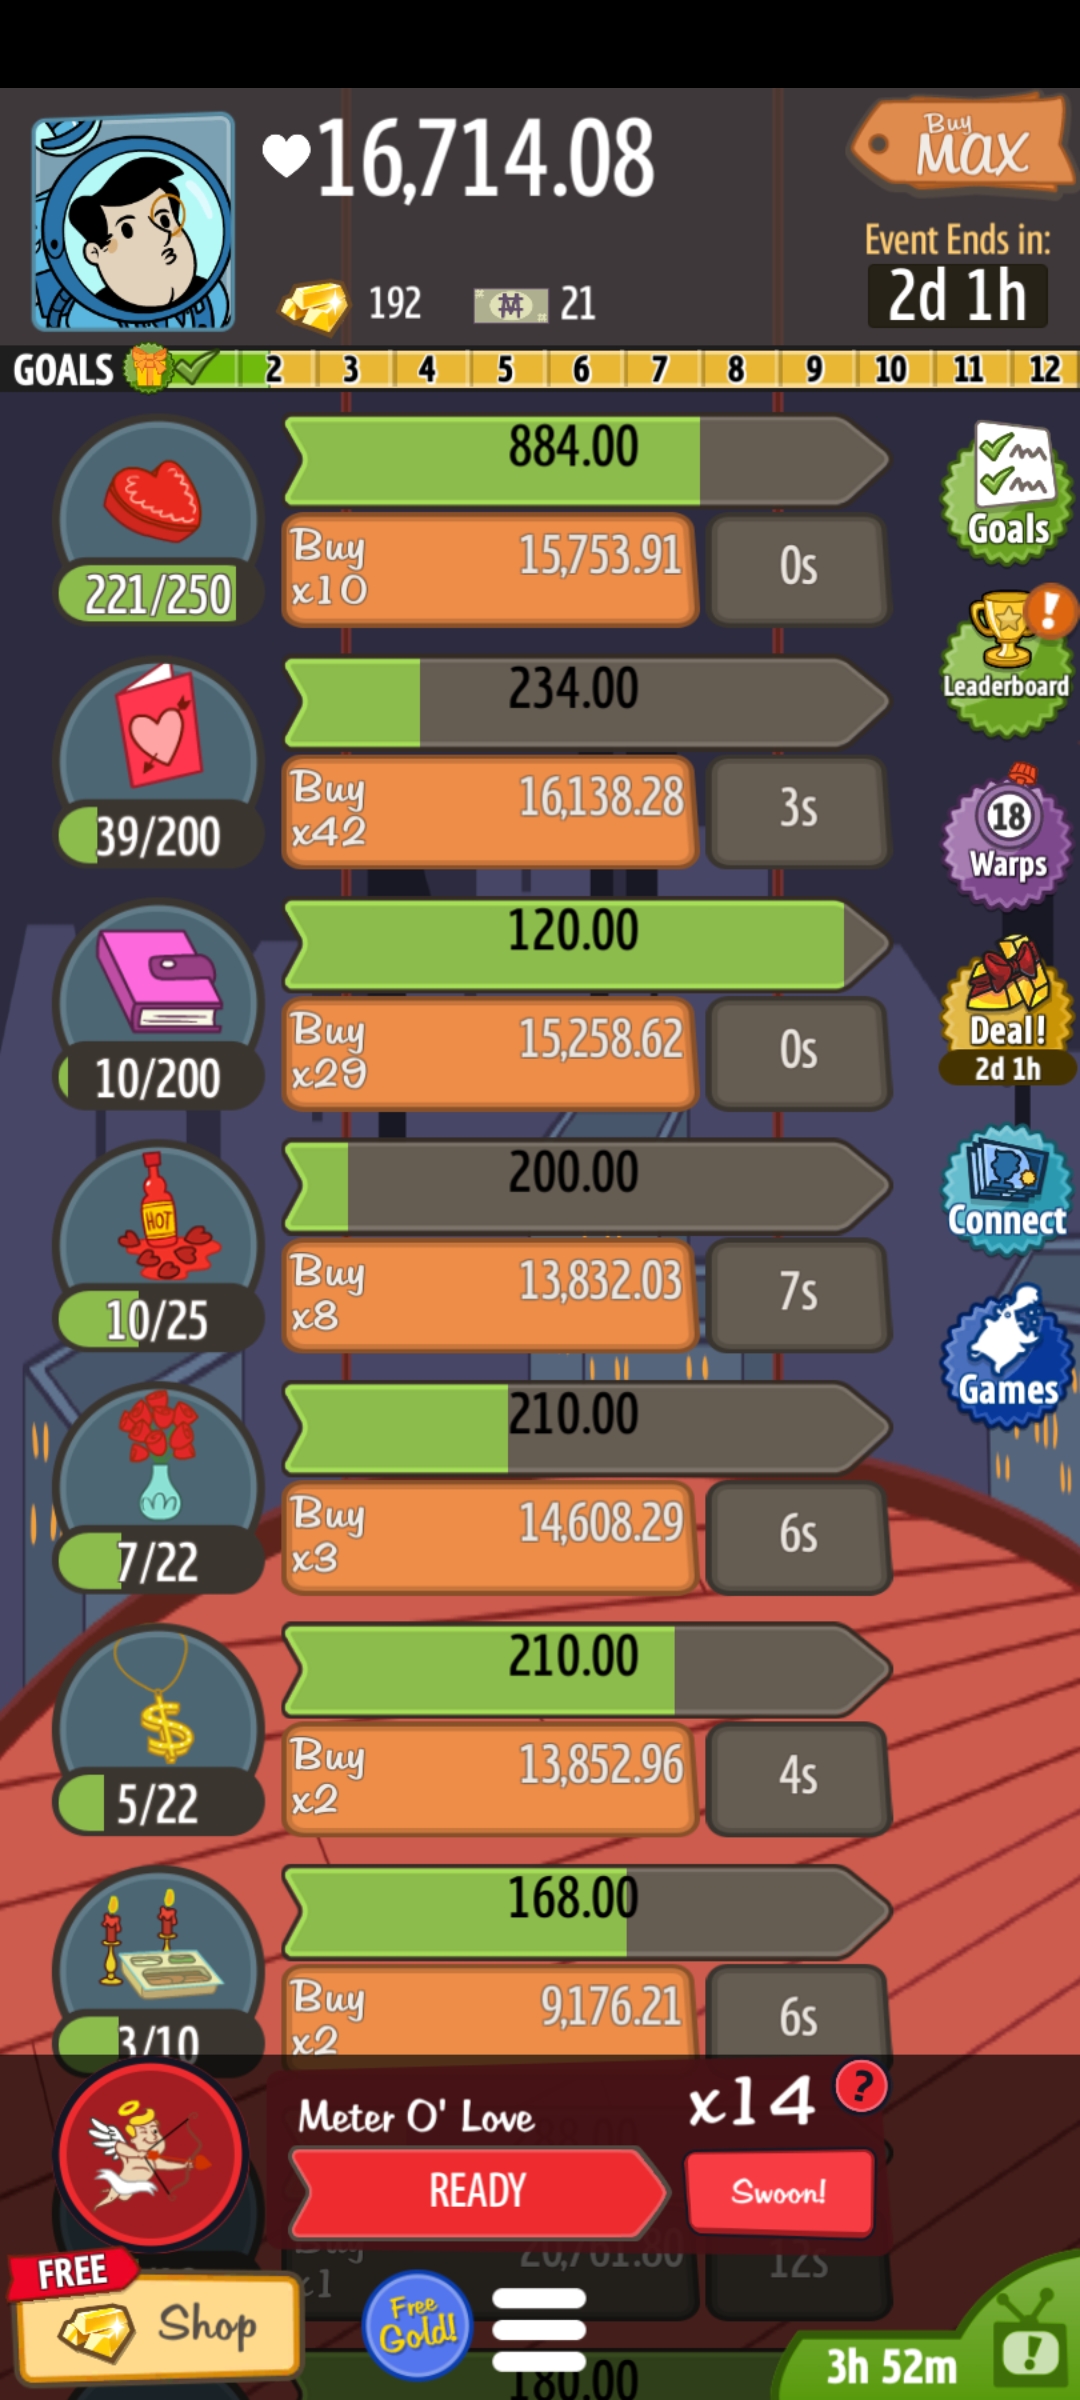 16,714.08
Buy
MAX
192
21
Event Ends in:
2d 1h
GOALS 2 3 4 5 6 7 8 9 10 11 12
884.00
Buy
x10
15,753.91
0s
221/250
Goals
234.00
Buy
x42
16,138.28
3s
39/200
!
Leaderboard
18
Warps
120.00
Buy
x29
15,258.62
0s
10/200
Deal!
2d 1h
HOT
200.00
Buy
x8
13,832.03
7s
10/25
Connect
210.00
Buy
x3
14,608.29
6s
7/22
Games
$
210.00
Buy
x2
13,852.96
4s
5/22
168.00
Buy
x2
9,176.21
6s
3/10
Meter O' Love
x14
?
READY
Swoon!
Buy
x1
20,761.80
12s
FREE
Shop
Free
Gold!
180.00
3h 52m
!